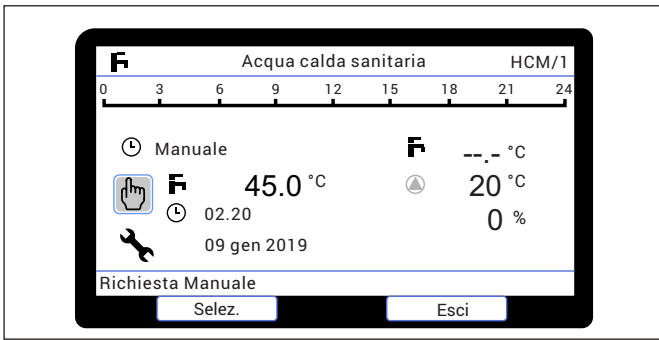 Acqua calda sanitaria HCM/1
0 3 6 9 12 15 18 21 24
Manuale --.- °C
45.0 °C 20 °C
02.20 0 %
09 gen 2019
Richiesta Manuale
Selez. Esci